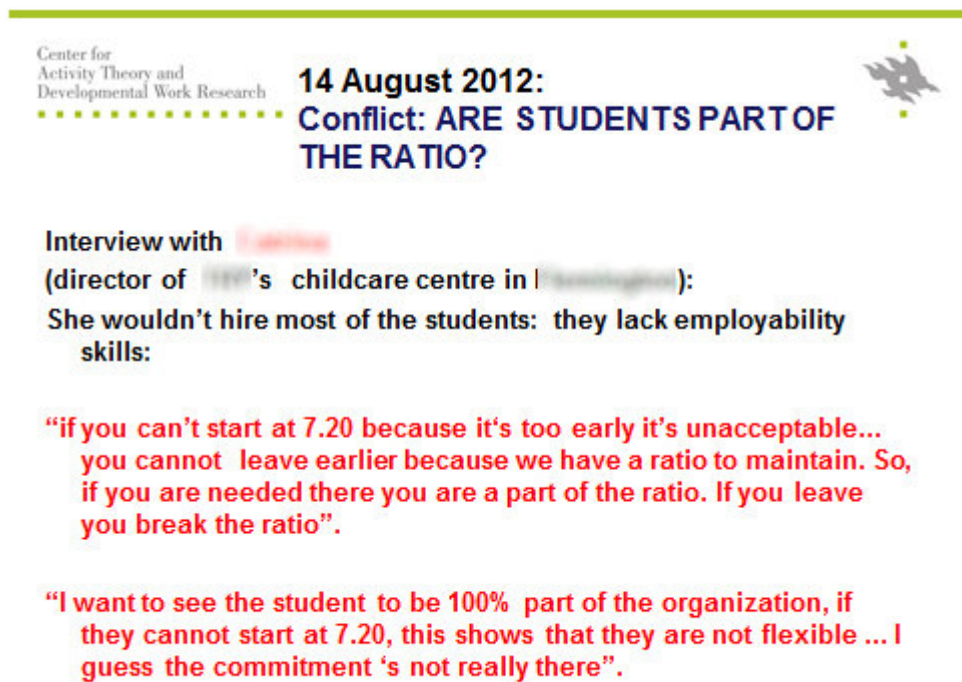 Center for
Activity Theory and
Developmental Work Research
14 August 2012:
Conflict: ARE STUDENTS PART OF
THE RATIO?
Interview with
(director of 's childcare centre in ):
She wouldn't hire most of the students: they lack employability
skills:
“if you can't start at 7.20 because it's too early it's unacceptable...
you cannot leave earlier because we have a ratio to maintain. So,
if you are needed there you are a part of the ratio. If you leave
you break the ratio”.
“I want to see the student to be 100% part of the organization, if
they cannot start at 7.20, this shows that they are not flexible ... I
guess the commitment ‘s not really there”.